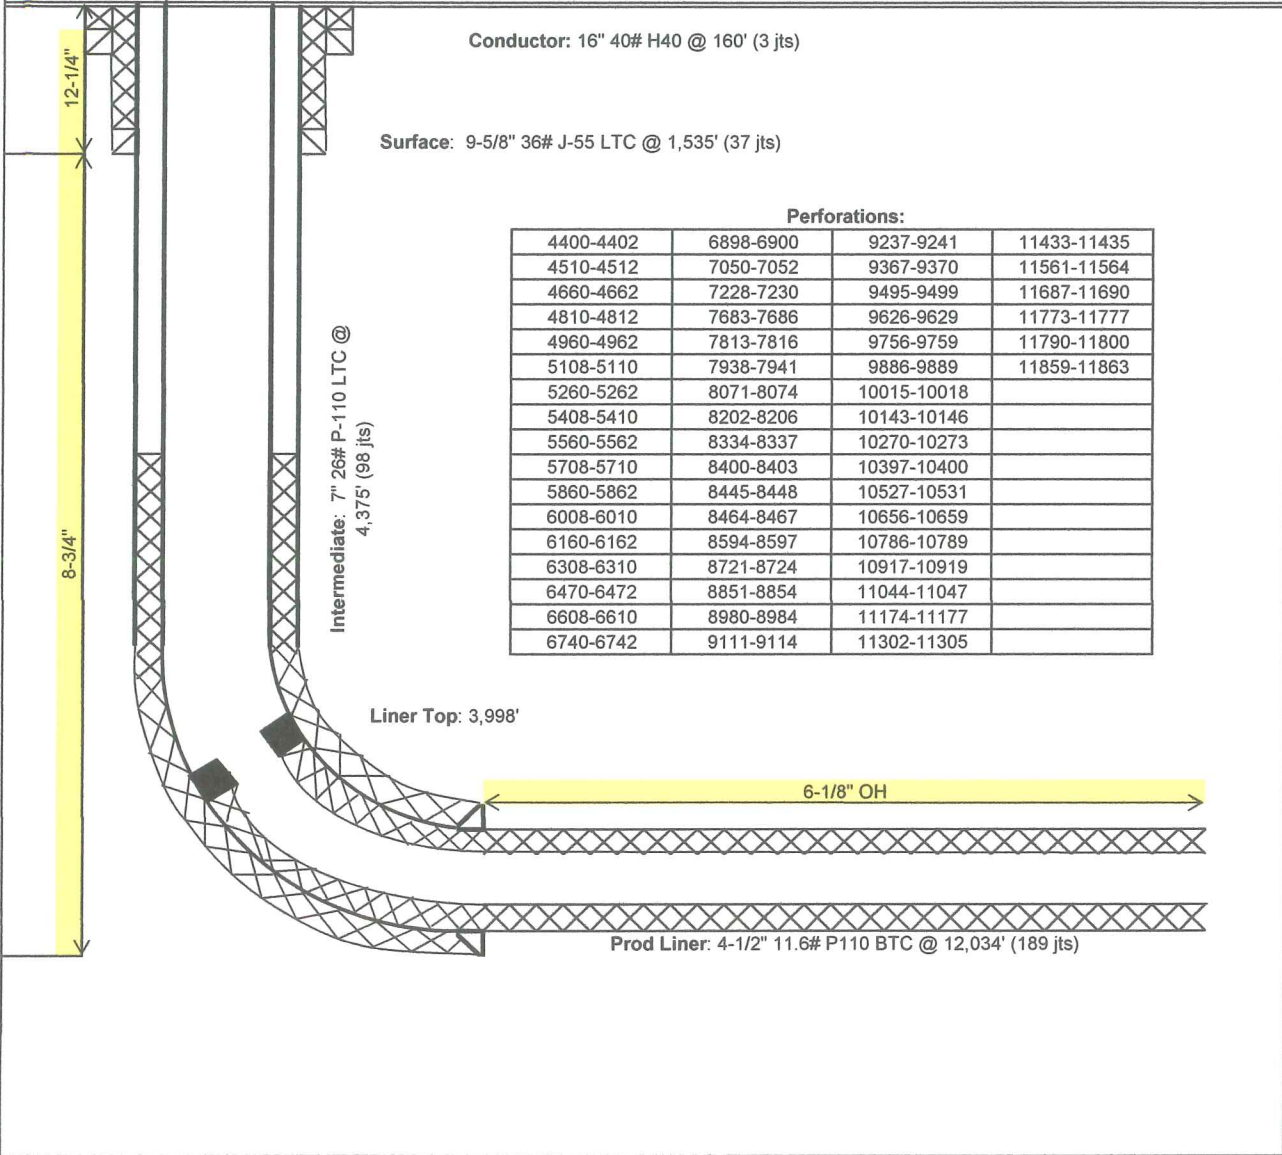 Conductor: 16" 40# H40 @ 160' (3 jts)
12-1/4"
Surface: 9-5/8" 36# J-55 LTC @ 1,535' (37 jts)
Perforations:
4400-4402 6898-6900 9237-9241 11433-11435
4510-4512 7050-7052 9367-9370 11561-11564
4660-4662 7228-7230 9495-9499 11687-11690
4810-4812 7683-7686 9626-9629 11773-11777
4960-4962 7813-7816 9756-9759 11790-11800
5108-5110 7938-7941 9886-9889 11859-11863
5260-5262 8071-8074 10015-10018
5408-5410 8202-8206 10143-10146
5560-5562 8334-8337 10270-10273
5708-5710 8400-8403 10397-10400
5860-5862 8445-8448 10527-10531
6008-6010 8464-8467 10656-10659
6160-6162 8594-8597 10786-10789
6308-6310 8721-8724 10917-10919
6470-6472 8851-8854 11044-11047
6608-6610 8980-8984 11174-11177
6740-6742 9111-9114 11302-11305
Intermediate: 7" 26# P-110 LTC @
4,375' (98 jts)
8-3/4"
Liner Top: 3,998'
6-1/8" OH
Prod Liner: 4-1/2" 11.6# P110 BTC @ 12,034' (189 jts)